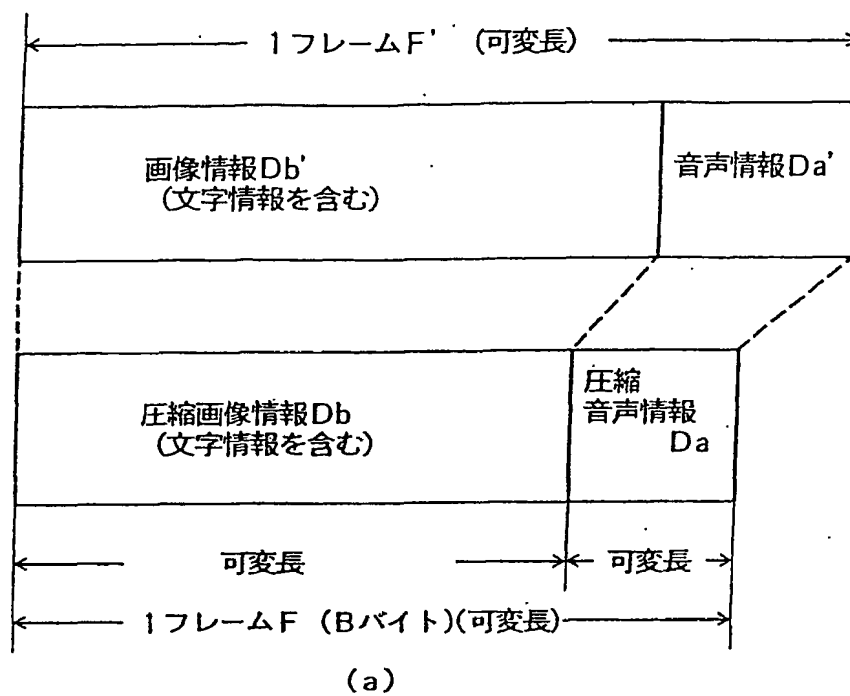 1フレームF' (可変長)
画像情報Db'
(文字情報を含む)
音声情報Da'
圧縮画像情報Db
(文字情報を含む)
圧縮
音声情報
Da
可変長
可変長
1フレームF (Bバイト)(可変長)
(a)